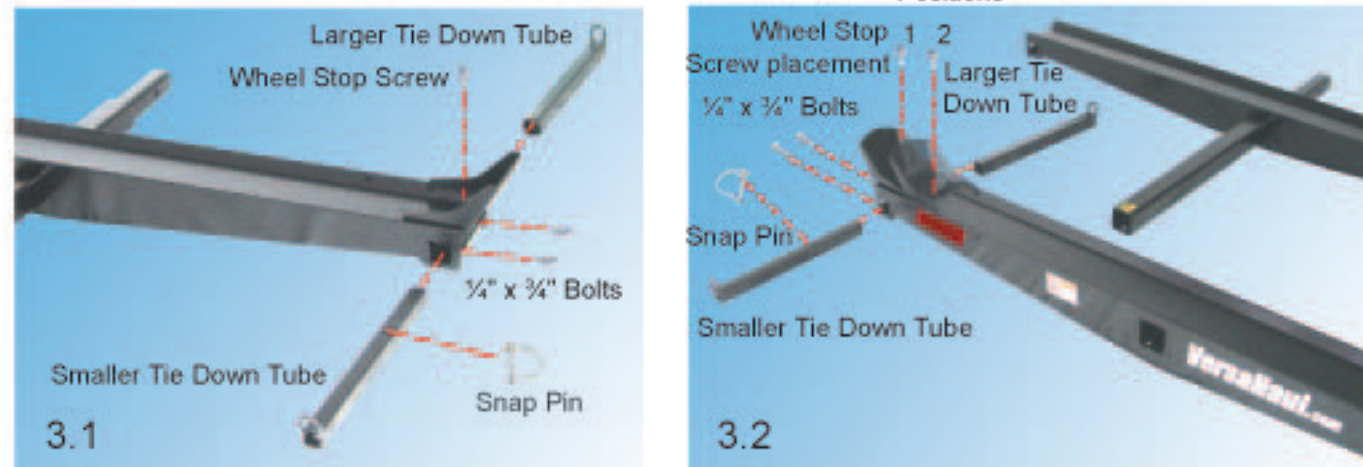 Larger Tie Down Tube
Wheel Stop Screw
¼" x ¾" Bolts
Smaller Tie Down Tube
Snap Pin
3.1
Wheel Stop 1 2
Screw placement
Larger Tie
Down Tube
¼" x ¾" Bolts
Snap Pin
Smaller Tie Down Tube
VersaHaul.com
3.2